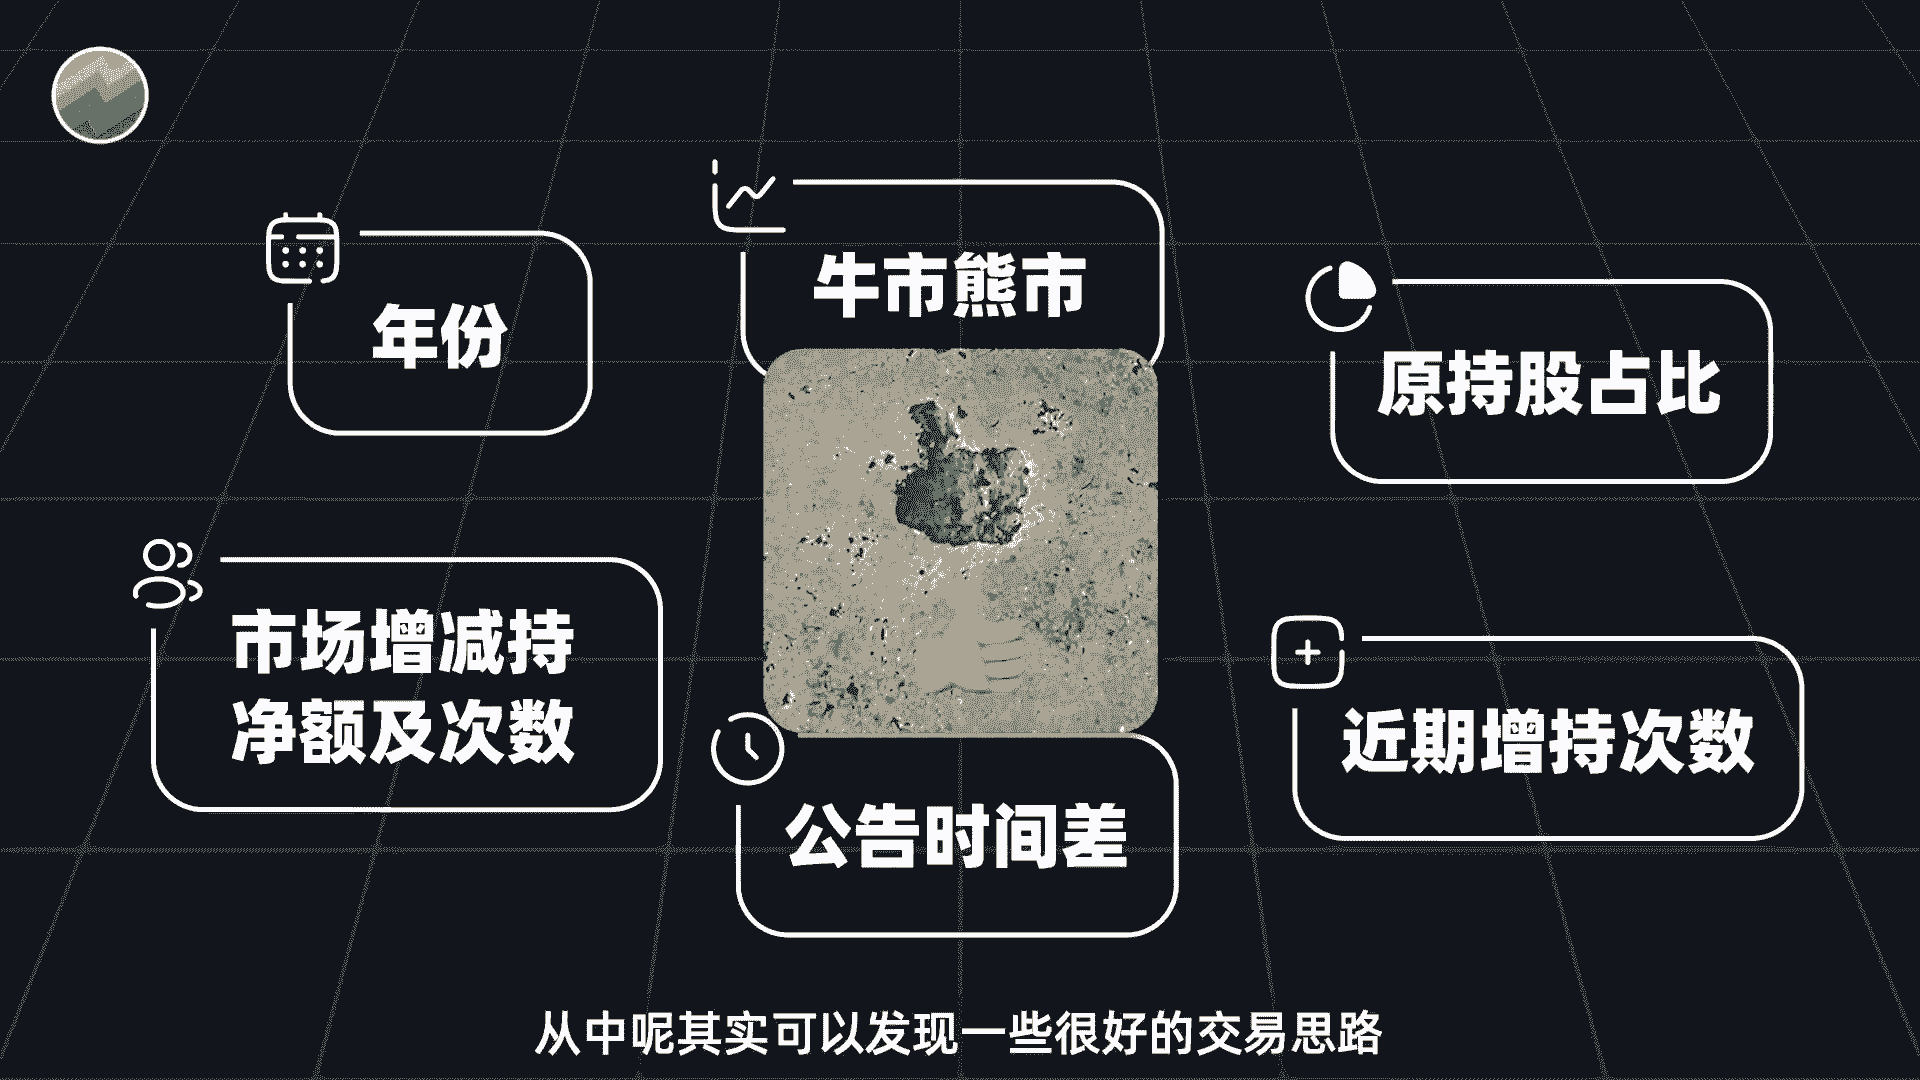 年份
牛市熊市
原持股占比
市场增减持
净额及次数
公告时间差
近期增持次数
从中呢其实可以发现一些很好的交易思路